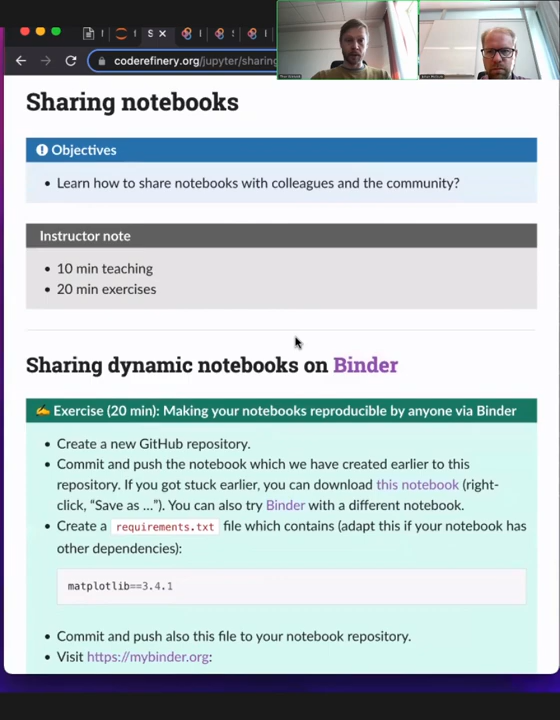 S
coderefinery.org/jupyter/sharing
Sharing notebooks
Objectives
• Learn how to share notebooks with colleagues and the community?
Instructor note
• 10 min teaching
• 20 min exercises
Sharing dynamic notebooks on Binder
✍️ Exercise (20 min): Making your notebooks reproducible by anyone via Binder
• Create a new GitHub repository.
• Commit and push the notebook which we have created earlier to this
repository. If you got stuck earlier, you can download this notebook (right-
click, “Save as ...”). You can also try Binder with a different notebook.
• Create a requirements.txt file which contains (adapt this if your notebook has
other dependencies):
matplotlib==3.4.1
• Commit and push also this file to your notebook repository.
• Visit https://mybinder.org: